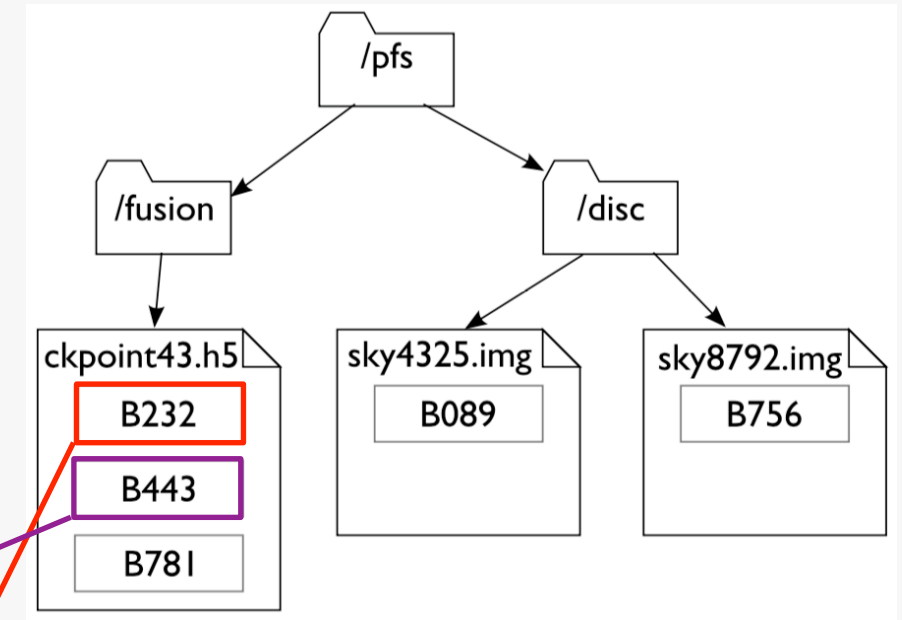 /pfs
/fusion
/disc
ckpoint43.h5
B232
B443
B781
sky4325.img
B089
sky8792.img
B756